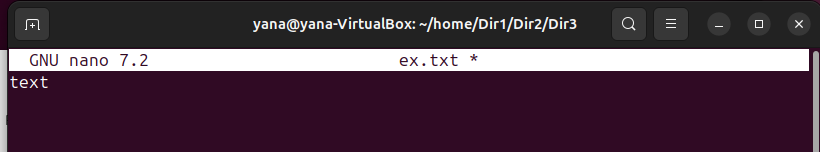 yana@yana-VirtualBox: ~/home/Dir1/Dir2/Dir3
GNU nano 7.2 ex.txt *
text